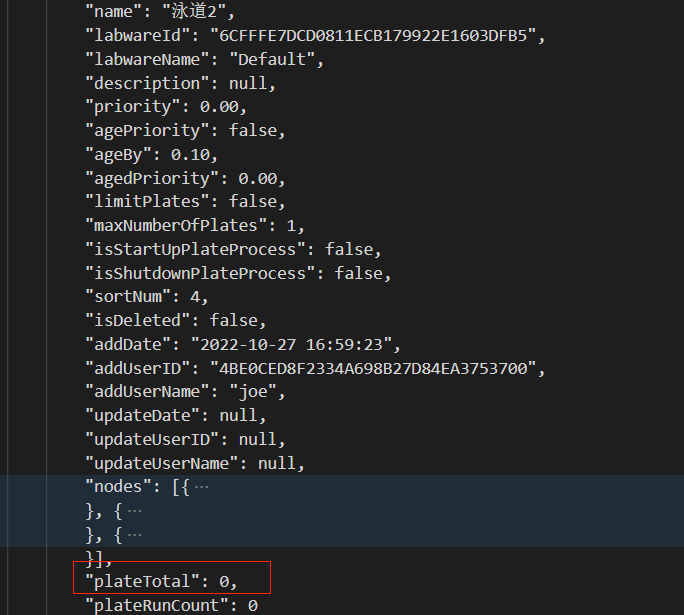 "name": "泳道2",
"labwareId": "6CFFFE7DCD0811ECB179922E1603DFB5",
"labwareName": "Default",
"description": null,
"priority": 0.00,
"agePriority": false,
"ageBy": 0.10,
"agedPriority": 0.00,
"limitPlates": false,
"maxNumberOfPlates": 1,
"isStartUpPlateProcess": false,
"isShutdownPlateProcess": false,
"sortNum": 4,
"isDeleted": false,
"addDate": "2022-10-27 16:59:23",
"addUserID": "4BE0CED8F2334A698B27D84EA3753700",
"addUserName": "joe",
"updateDate": null,
"updateUserID": null,
"updateUserName": null,
"nodes": [{ ···
}, { ···
}, { ···
}],
"plateTotal": 0,
"plateRunCount": 0